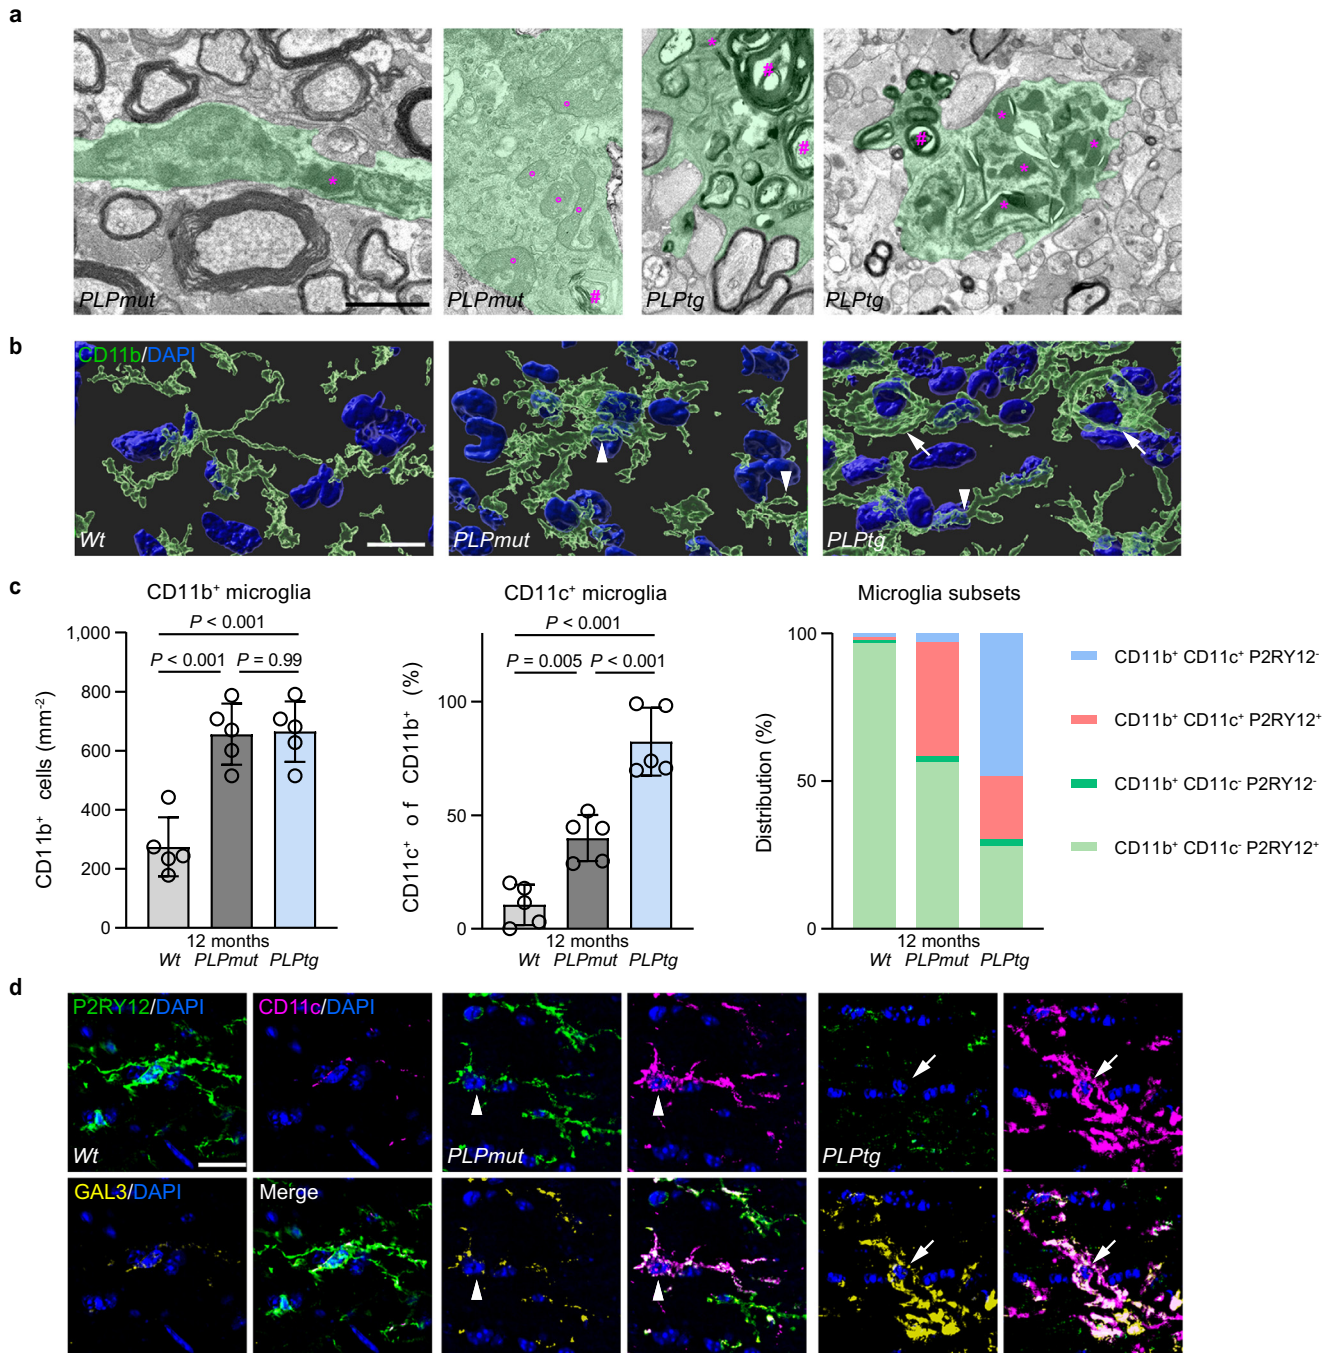 a
PLPmut
PLPmut
PLPtg
PLPtg
* ° ° ° ° ° # * # # # * * * *
b
CD11b/DAPI
Wt
PLPmut
PLPtg
c
CD11b⁺ microglia
P < 0.001
P < 0.001
P = 0.99
CD11b⁺ cells (mm⁻²)
1,000
800
600
400
200
0
12 months
Wt PLPmut PLPtg
CD11c⁺ microglia
P < 0.001
P = 0.005
P < 0.001
CD11c⁺ of CD11b⁺ (%)
100
50
0
12 months
Wt PLPmut PLPtg
Microglia subsets
Distribution (%)
100
50
0
12 months
Wt PLPmut PLPtg
CD11b⁺ CD11c⁺ P2RY12⁻
CD11b⁺ CD11c⁺ P2RY12⁺
CD11b⁺ CD11c⁻ P2RY12⁻
CD11b⁺ CD11c⁻ P2RY12⁺
d
P2RY12/DAPI
CD11c/DAPI
Wt
PLPmut
PLPtg
GAL3/DAPI
Merge